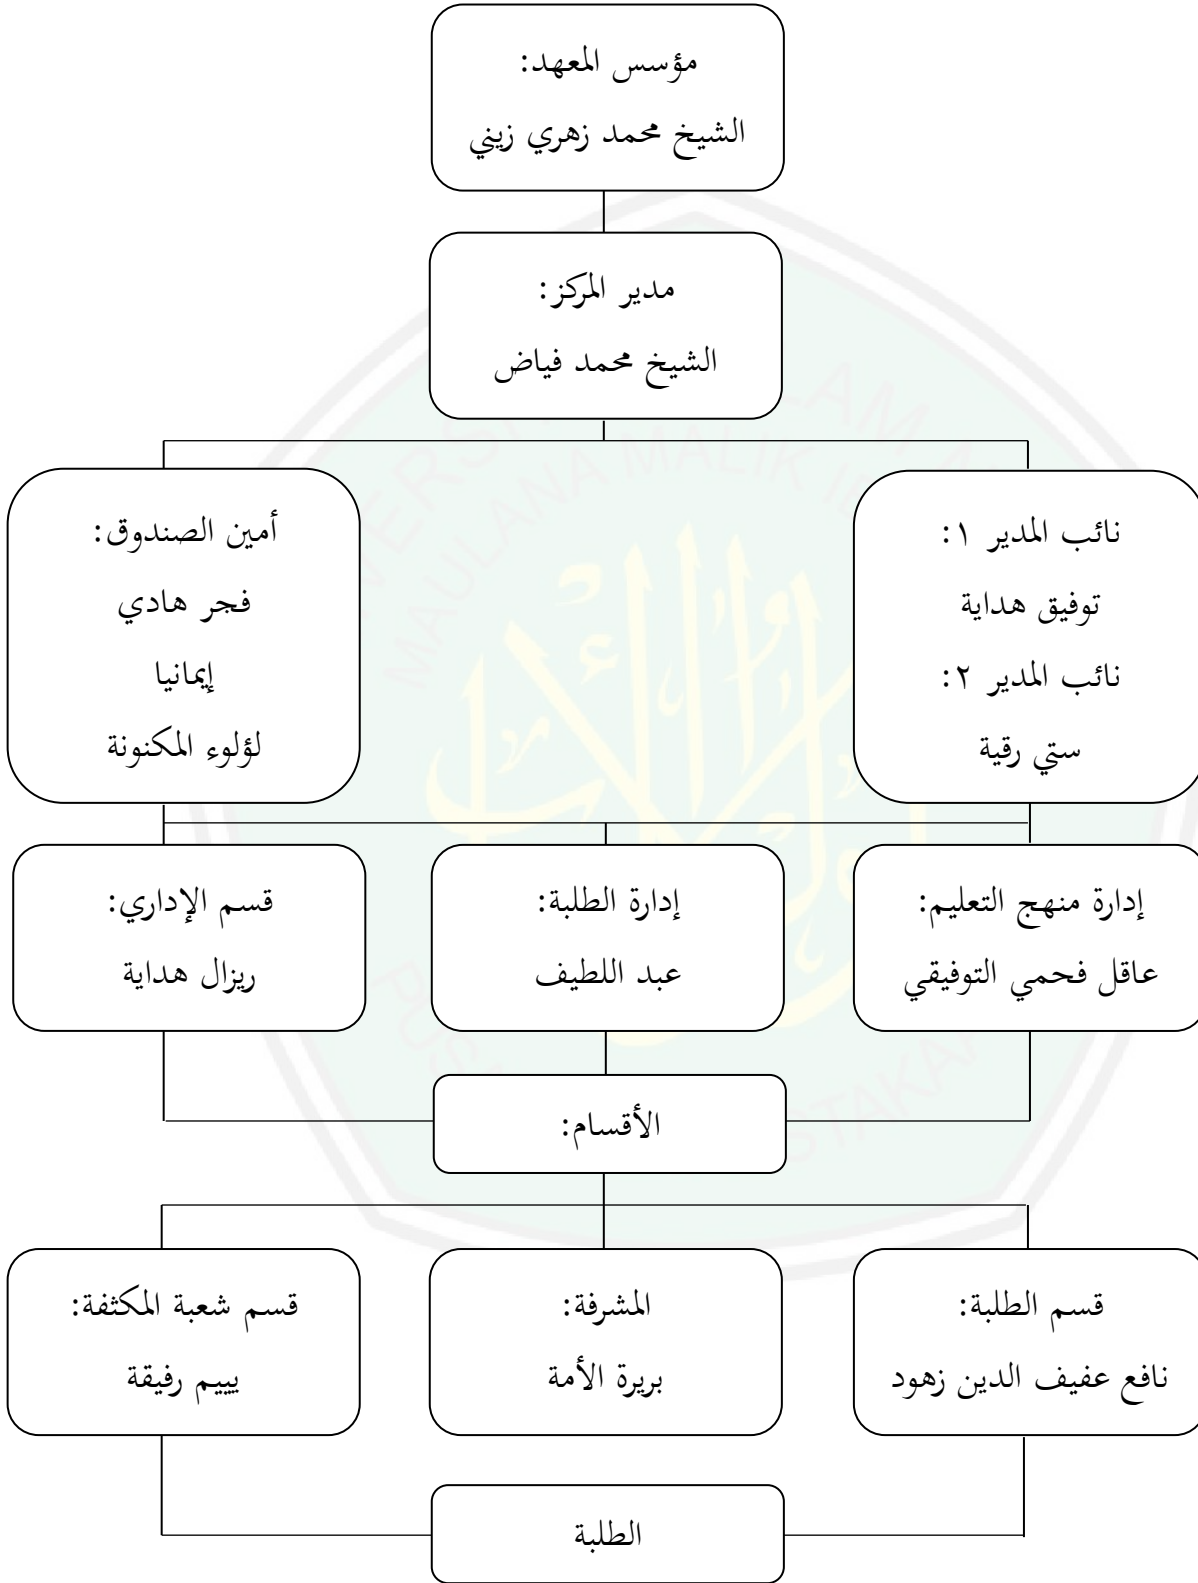 مؤسس المعهد:
الشيخ محمد زهري زيني
مدير المركز:
الشيخ محمد فياض
نائب المدير ١:
توفيق هداية
نائب المدير ٢:
ستي رقية
أمين الصندوق:
فجر هادي
إيمانيا
لؤلوء المكنونة
إدارة منهج التعليم:
عاقل فحمي التوفيقي
إدارة الطلبة:
عبد اللطيف
قسم الإداري:
ريزال هداية
الأقسام:
قسم الطلبة:
نافع عفيف الدين زهود
المشرفة:
بريرة الأمة
قسم شعبة المكثفة:
ييیم رفيقة
الطلبة
MAULANA MALIK I